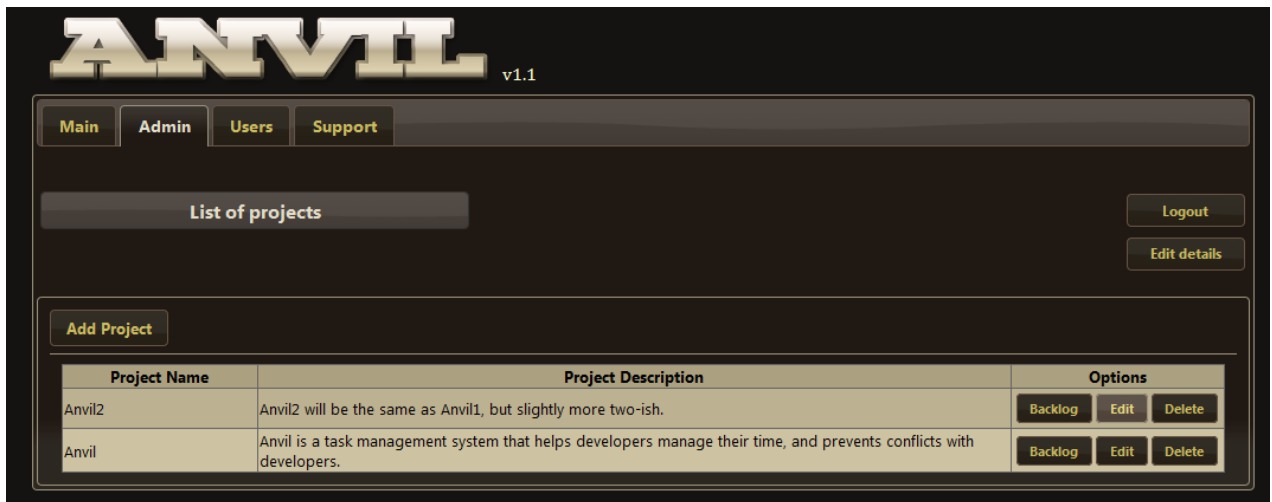 ANVIL v1.1
Main Admin Users Support
List of projects
Logout
Edit details
Add Project
Project Name Project Description Options
Anvil2 Anvil2 will be the same as Anvil1, but slightly more two-ish. Backlog Edit Delete
Anvil Anvil is a task management system that helps developers manage their time, and prevents conflicts with
developers. Backlog Edit Delete